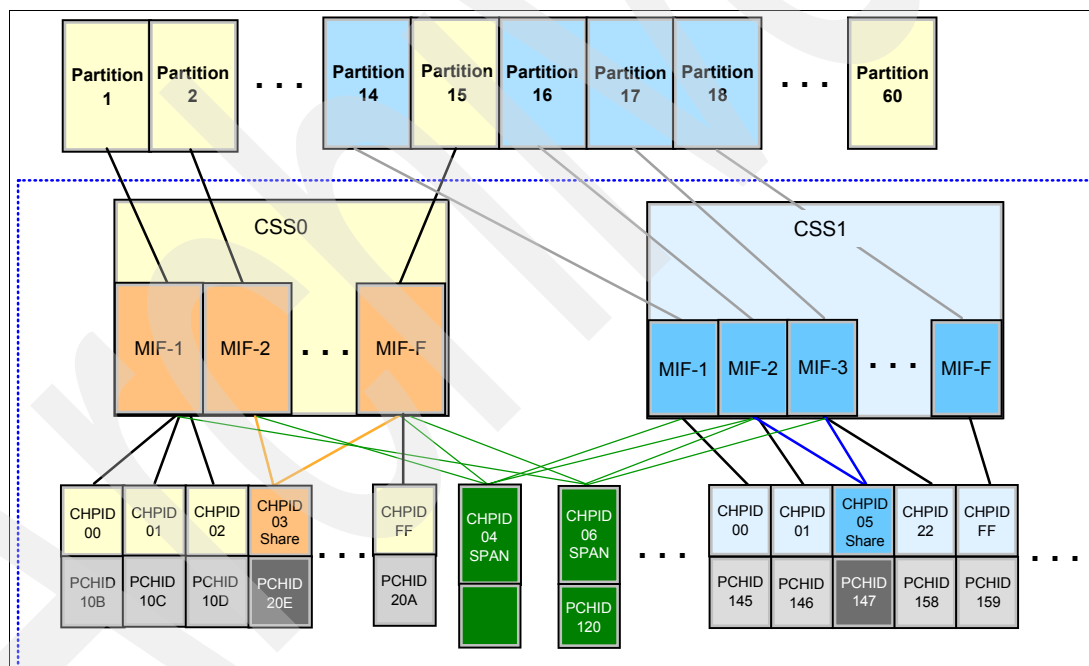 Partition
1
Partition
2
. . .
Partition
14
Partition
15
Partition
16
Partition
17
Partition
18
. . .
Partition
60
CSS0
CSS1
MIF-1
MIF-2
. . .
MIF-F
MIF-1
MIF-2
MIF-3
. . .
MIF-F
CHPID
00
CHPID
01
CHPID
02
CHPID
03
Share
. . .
CHPID
FF
CHPID
04
SPAN
CHPID
06
SPAN
. . .
CHPID
00
CHPID
01
CHPID
05
Share
CHPID
22
CHPID
FF
. . .
PCHID
10B
PCHID
10C
PCHID
10D
PCHID
20E
PCHID
20A
PCHID
120
PCHID
145
PCHID
146
PCHID
147
PCHID
158
PCHID
159